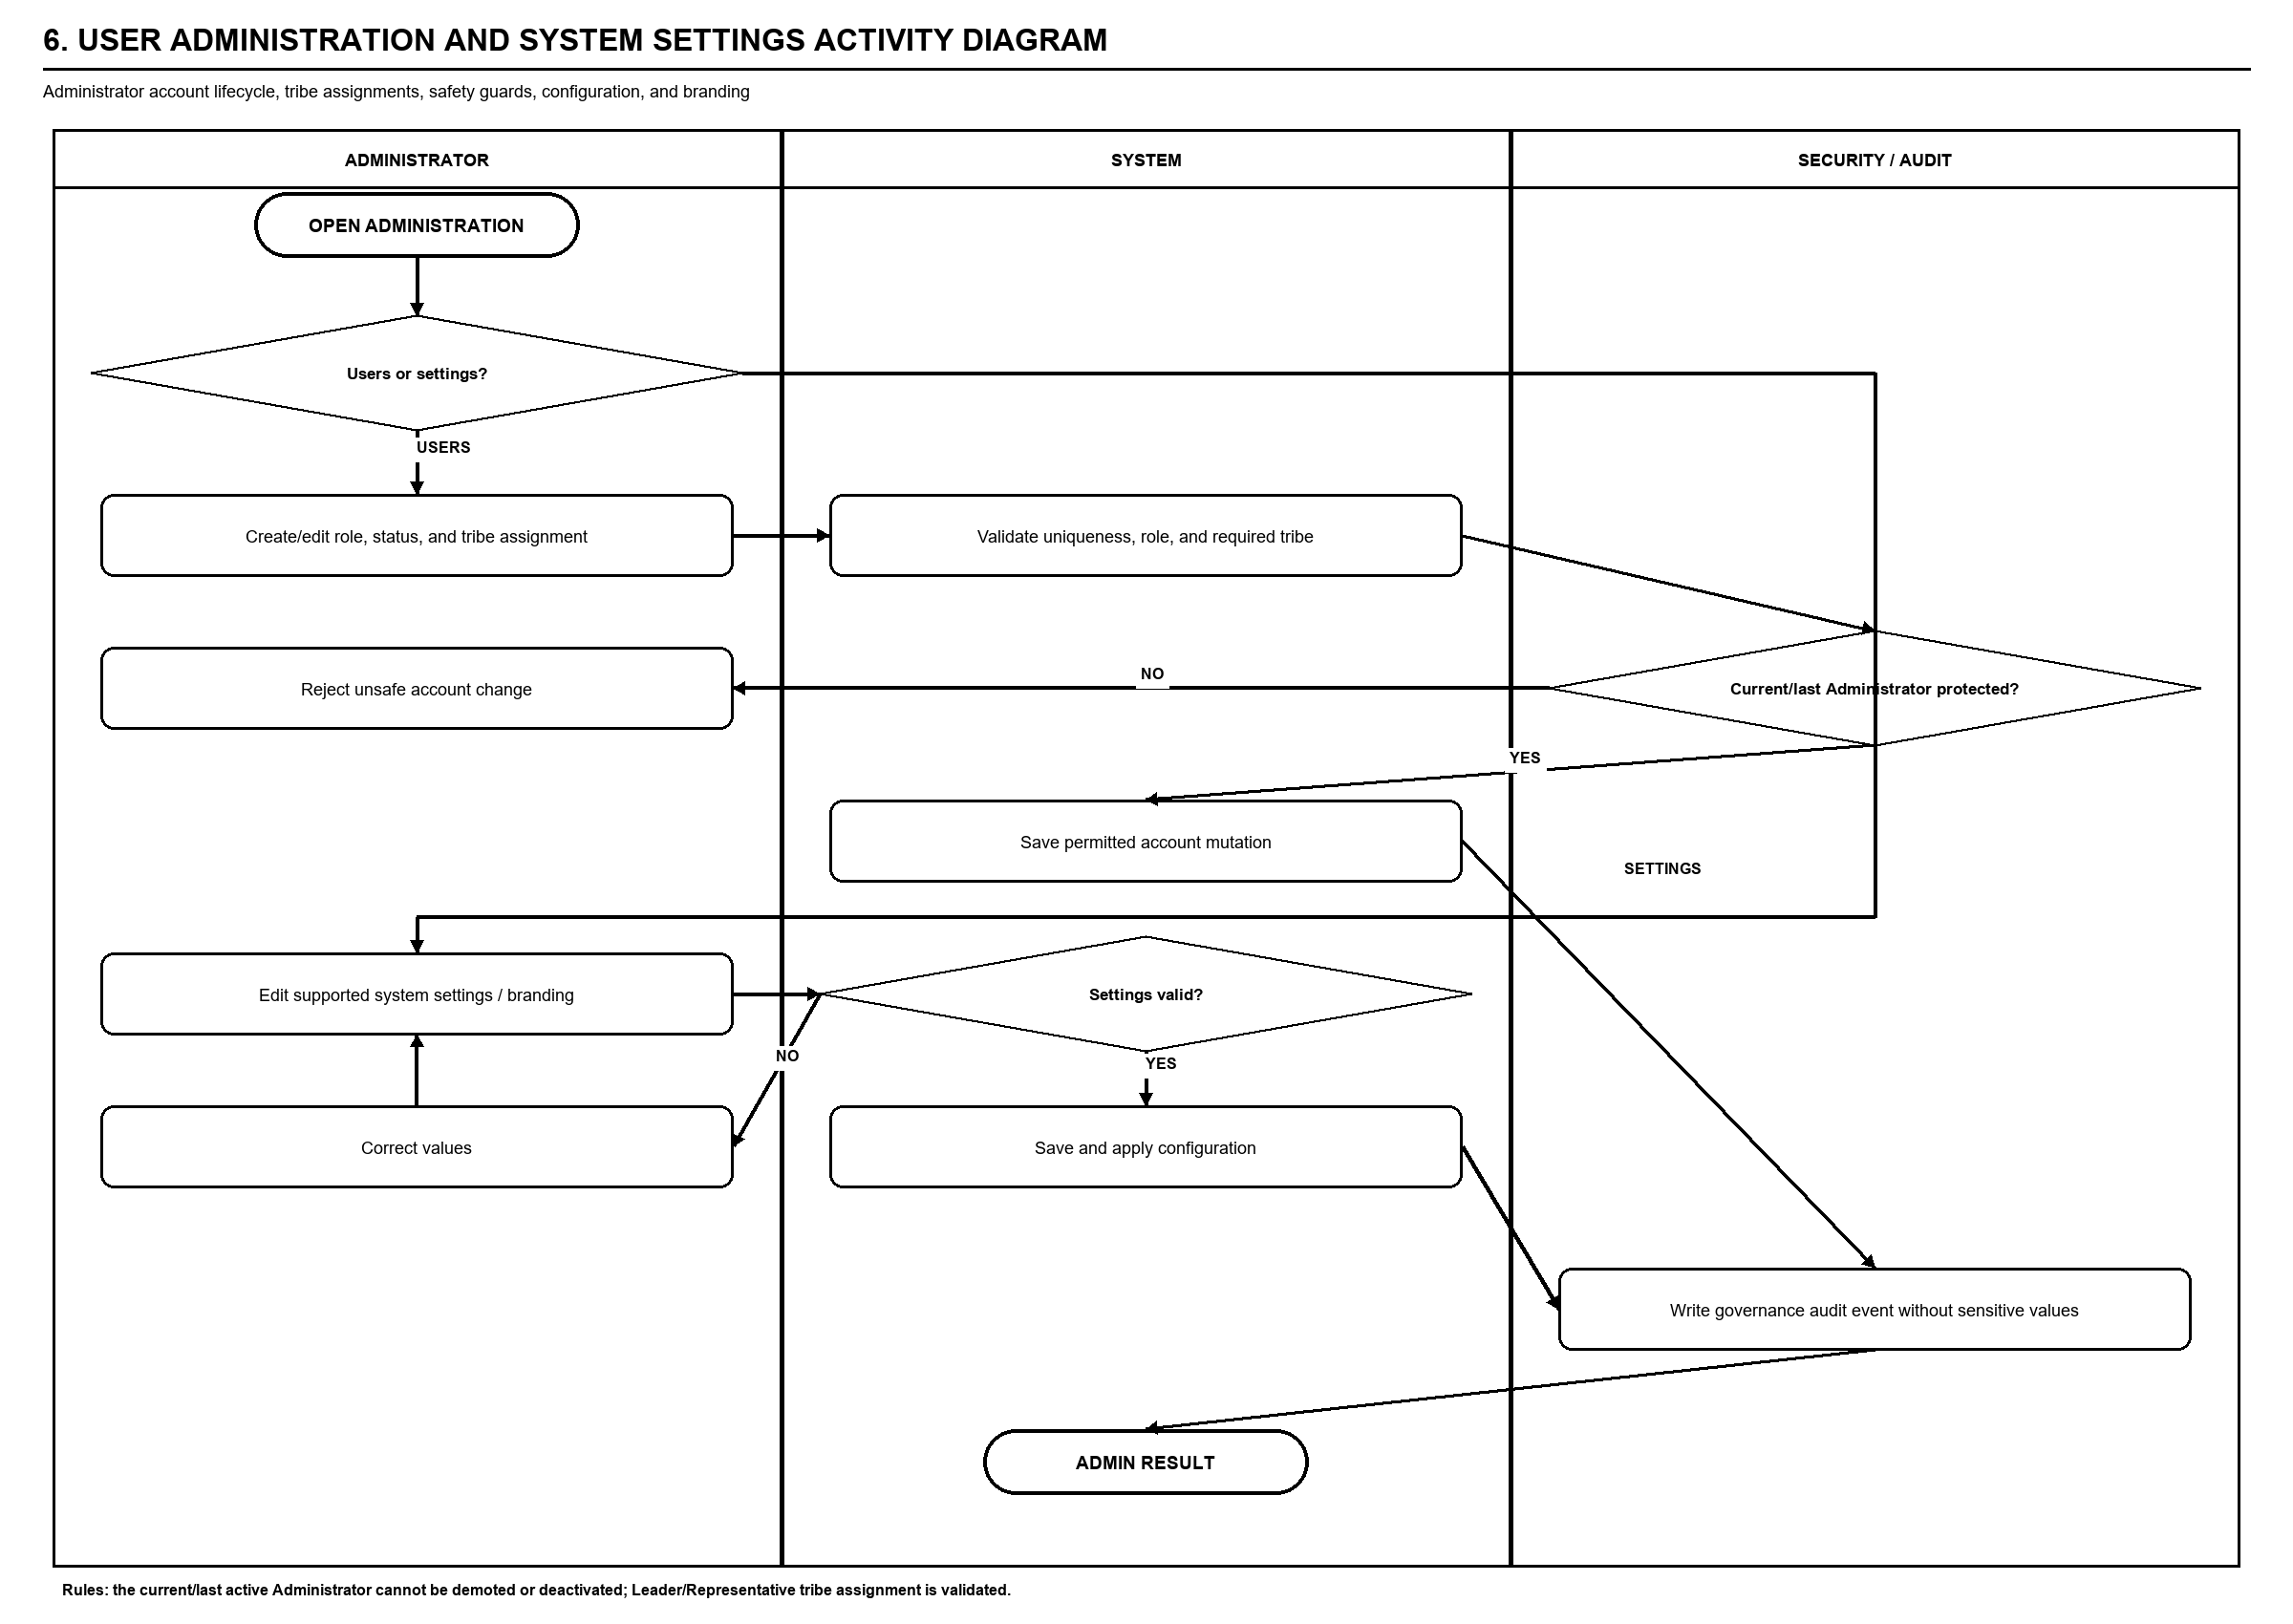 6. USER ADMINISTRATION AND SYSTEM SETTINGS ACTIVITY DIAGRAM
Administrator account lifecycle, tribe assignments, safety guards, configuration, and branding
ADMINISTRATOR
SYSTEM
SECURITY / AUDIT
OPEN ADMINISTRATION
Users or settings?
USERS
Create/edit role, status, and tribe assignment
Validate uniqueness, role, and required tribe
Reject unsafe account change
NO
Current/last Administrator protected?
YES
Save permitted account mutation
SETTINGS
Edit supported system settings / branding
Settings valid?
NO
YES
Correct values
Save and apply configuration
Write governance audit event without sensitive values
ADMIN RESULT
Rules: the current/last active Administrator cannot be demoted or deactivated; Leader/Representative tribe assignment is validated.